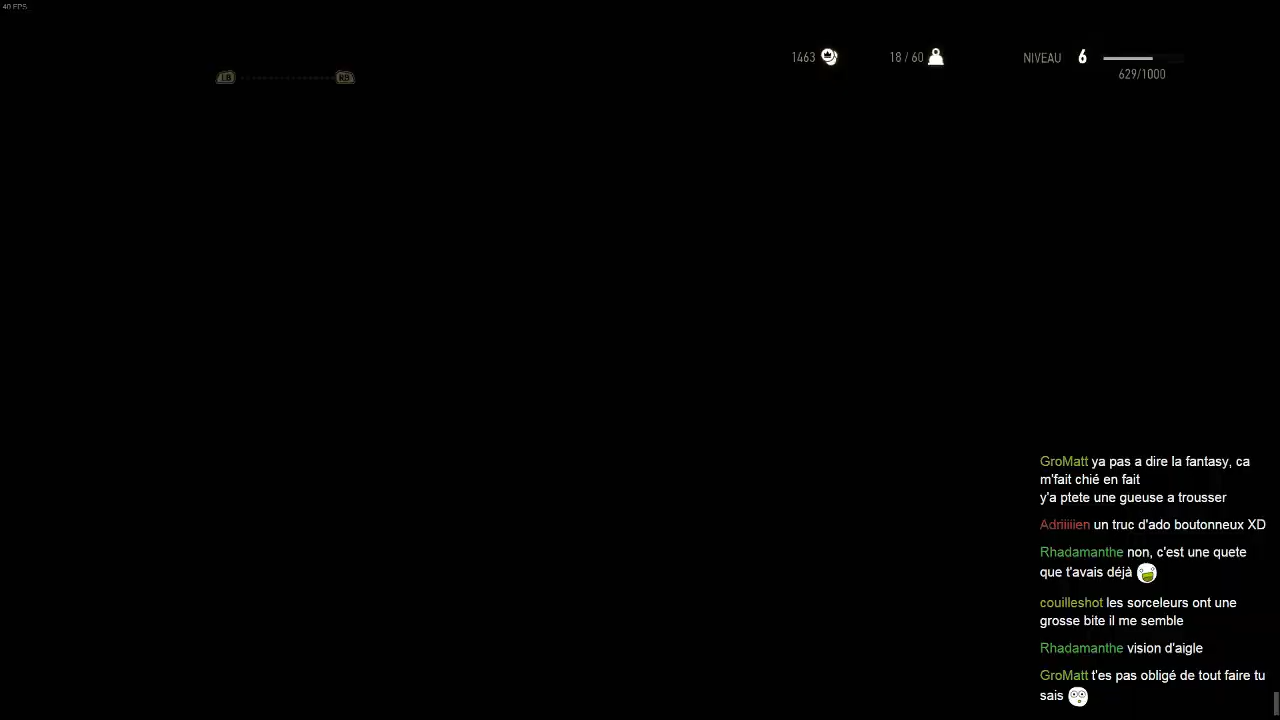 40 FPS
1463
18 / 60
NIVEAU 6
629/1000
LB
RB
GroMatt ya pas a dire la fantasy, ca
m'fait chié en fait
y'a ptete une gueuse a trousser
Adriiiiien un truc d'ado boutonneux XD
Rhadamanthe non, c'est une quete
que t'avais déjà
couilleshot les sorceleurs ont une
grosse bite il me semble
Rhadamanthe vision d'aigle
GroMatt t'es pas obligé de tout faire tu
sais